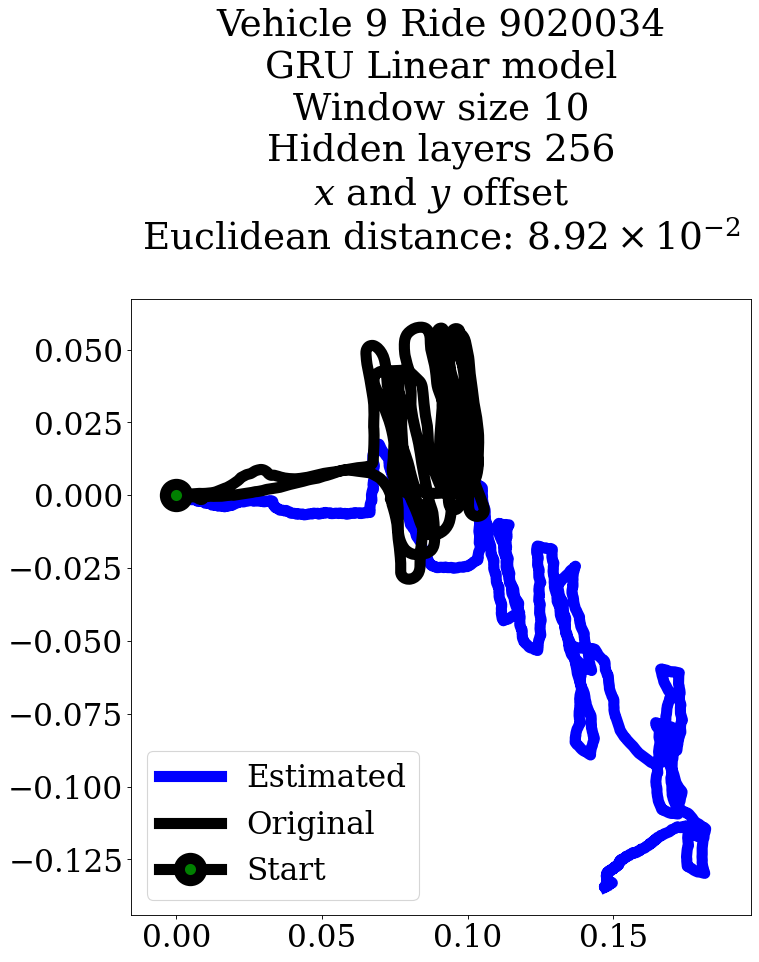 Vehicle 9 Ride 9020034
GRU Linear model
Window size 10
Hidden layers 256
x and y offset
Euclidean distance: 8.92 × 10⁻²
0.050
0.025
0.000
−0.025
−0.050
−0.075
−0.100
−0.125
Estimated
Original
Start
0.00 0.05 0.10 0.15